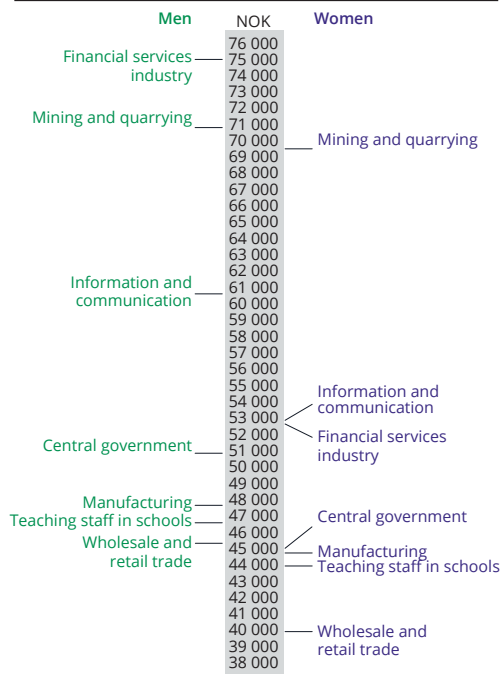 Men NOK Women
76 000
Financial services
industry
75 000
74 000
73 000
72 000
Mining and quarrying
71 000
70 000
Mining and quarrying
69 000
68 000
67 000
66 000
65 000
64 000
63 000
62 000
Information and
communication
61 000
60 000
59 000
58 000
57 000
56 000
55 000
54 000
Information and
communication
53 000
Financial services
industry
52 000
Central government
51 000
50 000
49 000
Manufacturing
48 000
Teaching staff in schools
47 000
Central government
46 000
Wholesale and
retail trade
45 000
Manufacturing
44 000
Teaching staff in schools
43 000
42 000
41 000
40 000
Wholesale and
retail trade
39 000
38 000